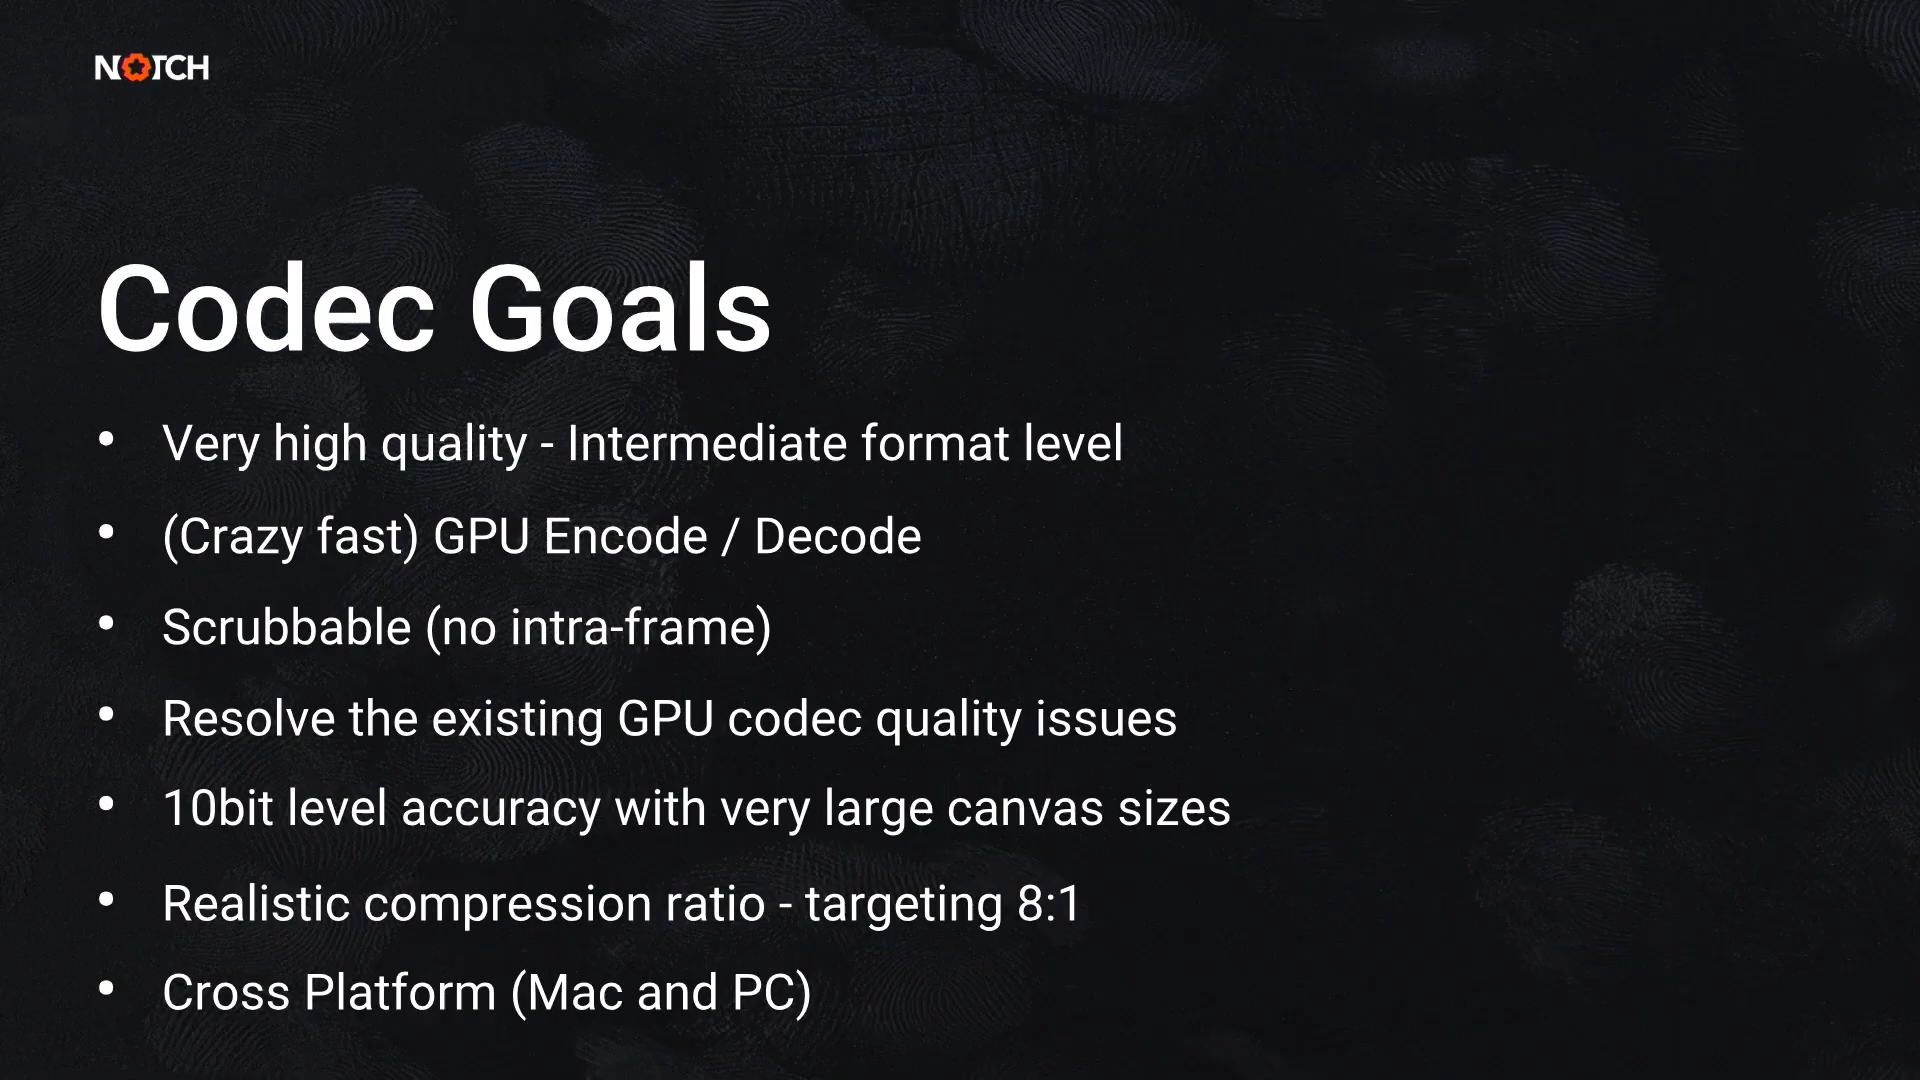 NOTCH
Codec Goals
• Very high quality - Intermediate format level
• (Crazy fast) GPU Encode / Decode
• Scrubbable (no intra-frame)
• Resolve the existing GPU codec quality issues
• 10bit level accuracy with very large canvas sizes
• Realistic compression ratio - targeting 8:1
• Cross Platform (Mac and PC)